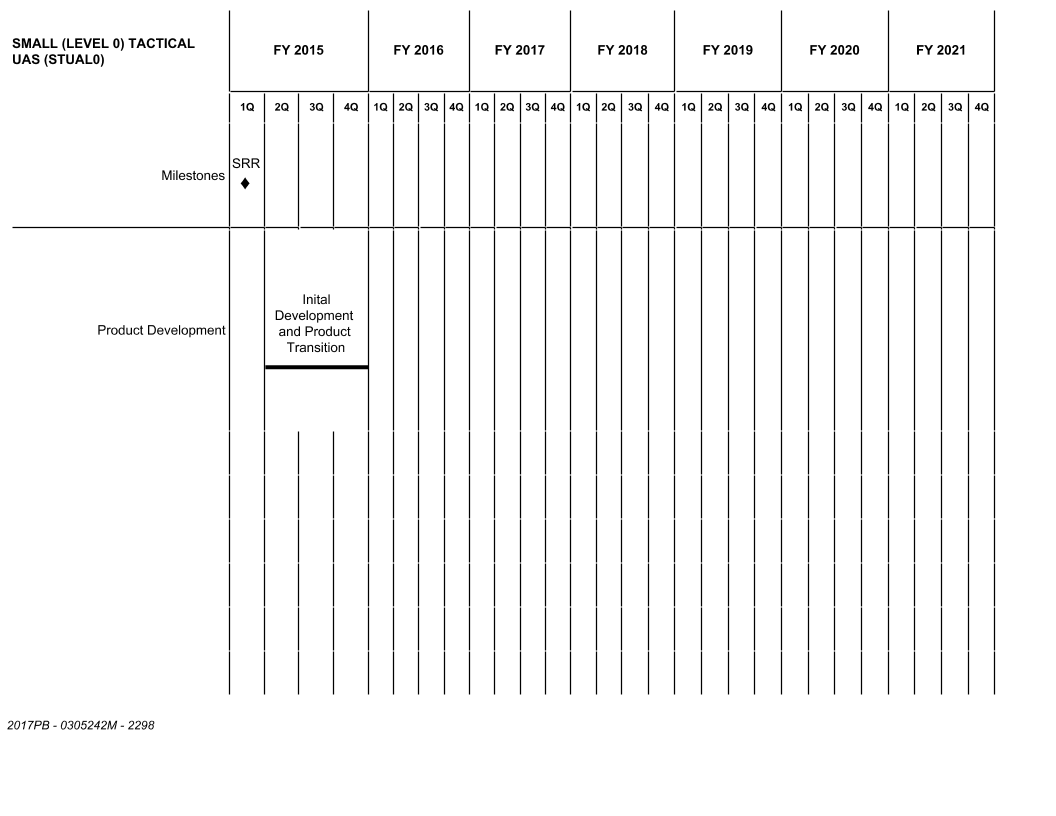 SMALL (LEVEL 0) TACTICAL
UAS (STUAL0)
FY 2015 FY 2016 FY 2017 FY 2018 FY 2019 FY 2020 FY 2021
1Q 2Q 3Q 4Q 1Q 2Q 3Q 4Q 1Q 2Q 3Q 4Q 1Q 2Q 3Q 4Q 1Q 2Q 3Q 4Q 1Q 2Q 3Q 4Q 1Q 2Q 3Q 4Q
SRR
Milestones
Product Development
Inital
Development
and Product
Transition
2017PB - 0305242M - 2298